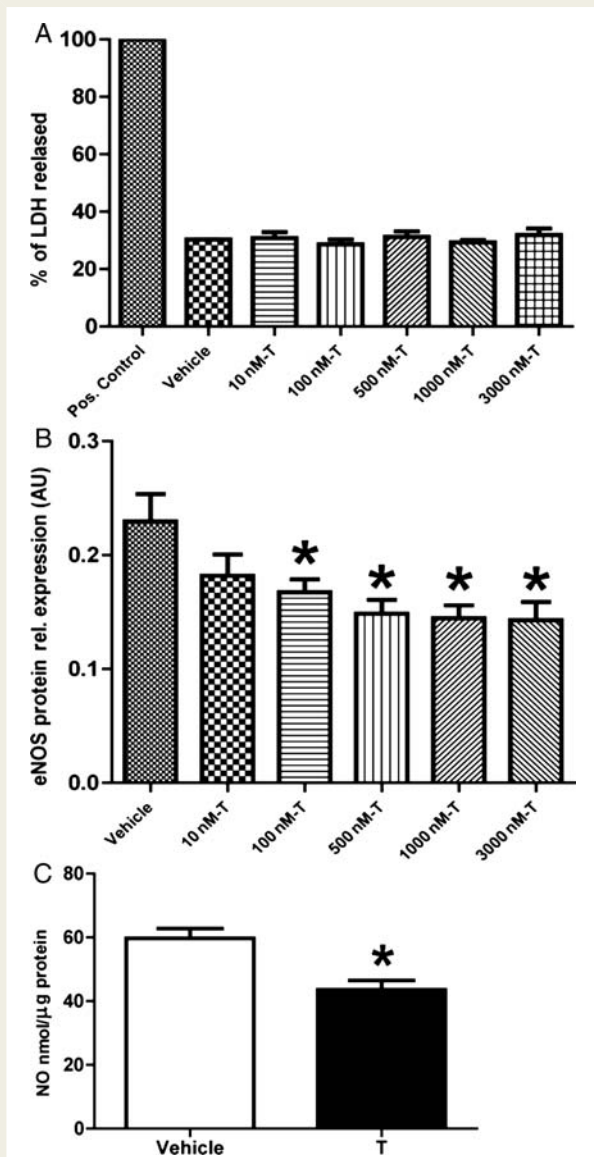 A
% of LDH reelased
100
80
60
40
20
0
Pos. Control
Vehicle
10 nM-T
100 nM-T
500 nM-T
1000 nM-T
3000 nM-T
B
eNOS protein rel. expression (AU)
0.3
0.2
0.1
0.0
*
*
*
*
Vehicle
10 nM-T
100 nM-T
500 nM-T
1000 nM-T
3000 nM-T
C
NO nmol/µg protein
80
60
40
20
0
*
Vehicle
T